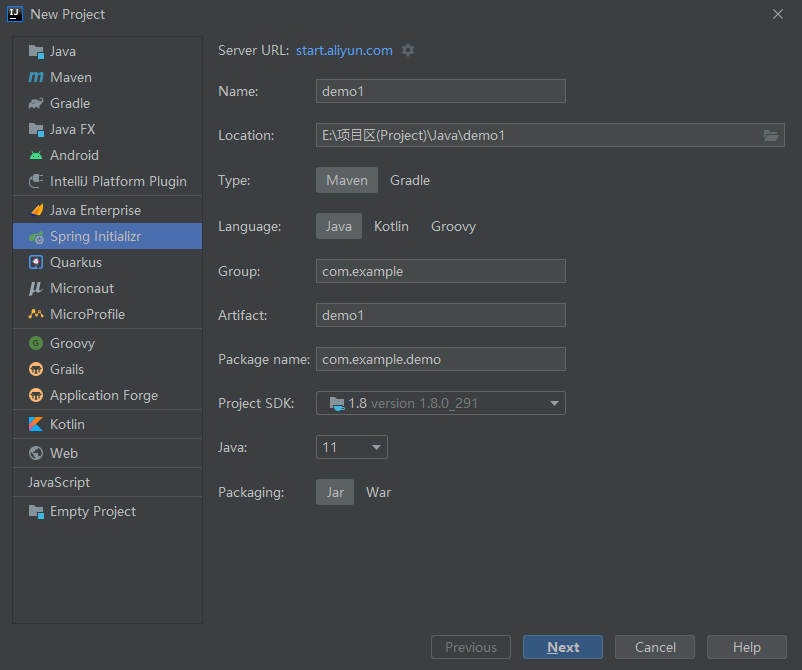 New Project
Java
Maven
Gradle
Java FX
Android
IntelliJ Platform Plugin
Java Enterprise
Spring Initializr
Quarkus
Micronaut
MicroProfile
Groovy
Grails
Application Forge
Kotlin
Web
JavaScript
Empty Project
Server URL: start.aliyun.com
Name: demo1
Location: E:\项目区(Project)\Java\demo1
Type: Maven Gradle
Language: Java Kotlin Groovy
Group: com.example
Artifact: demo1
Package name: com.example.demo
Project SDK: 1.8 version 1.8.0_291
Java: 11
Packaging: Jar War
Previous Next Cancel Help